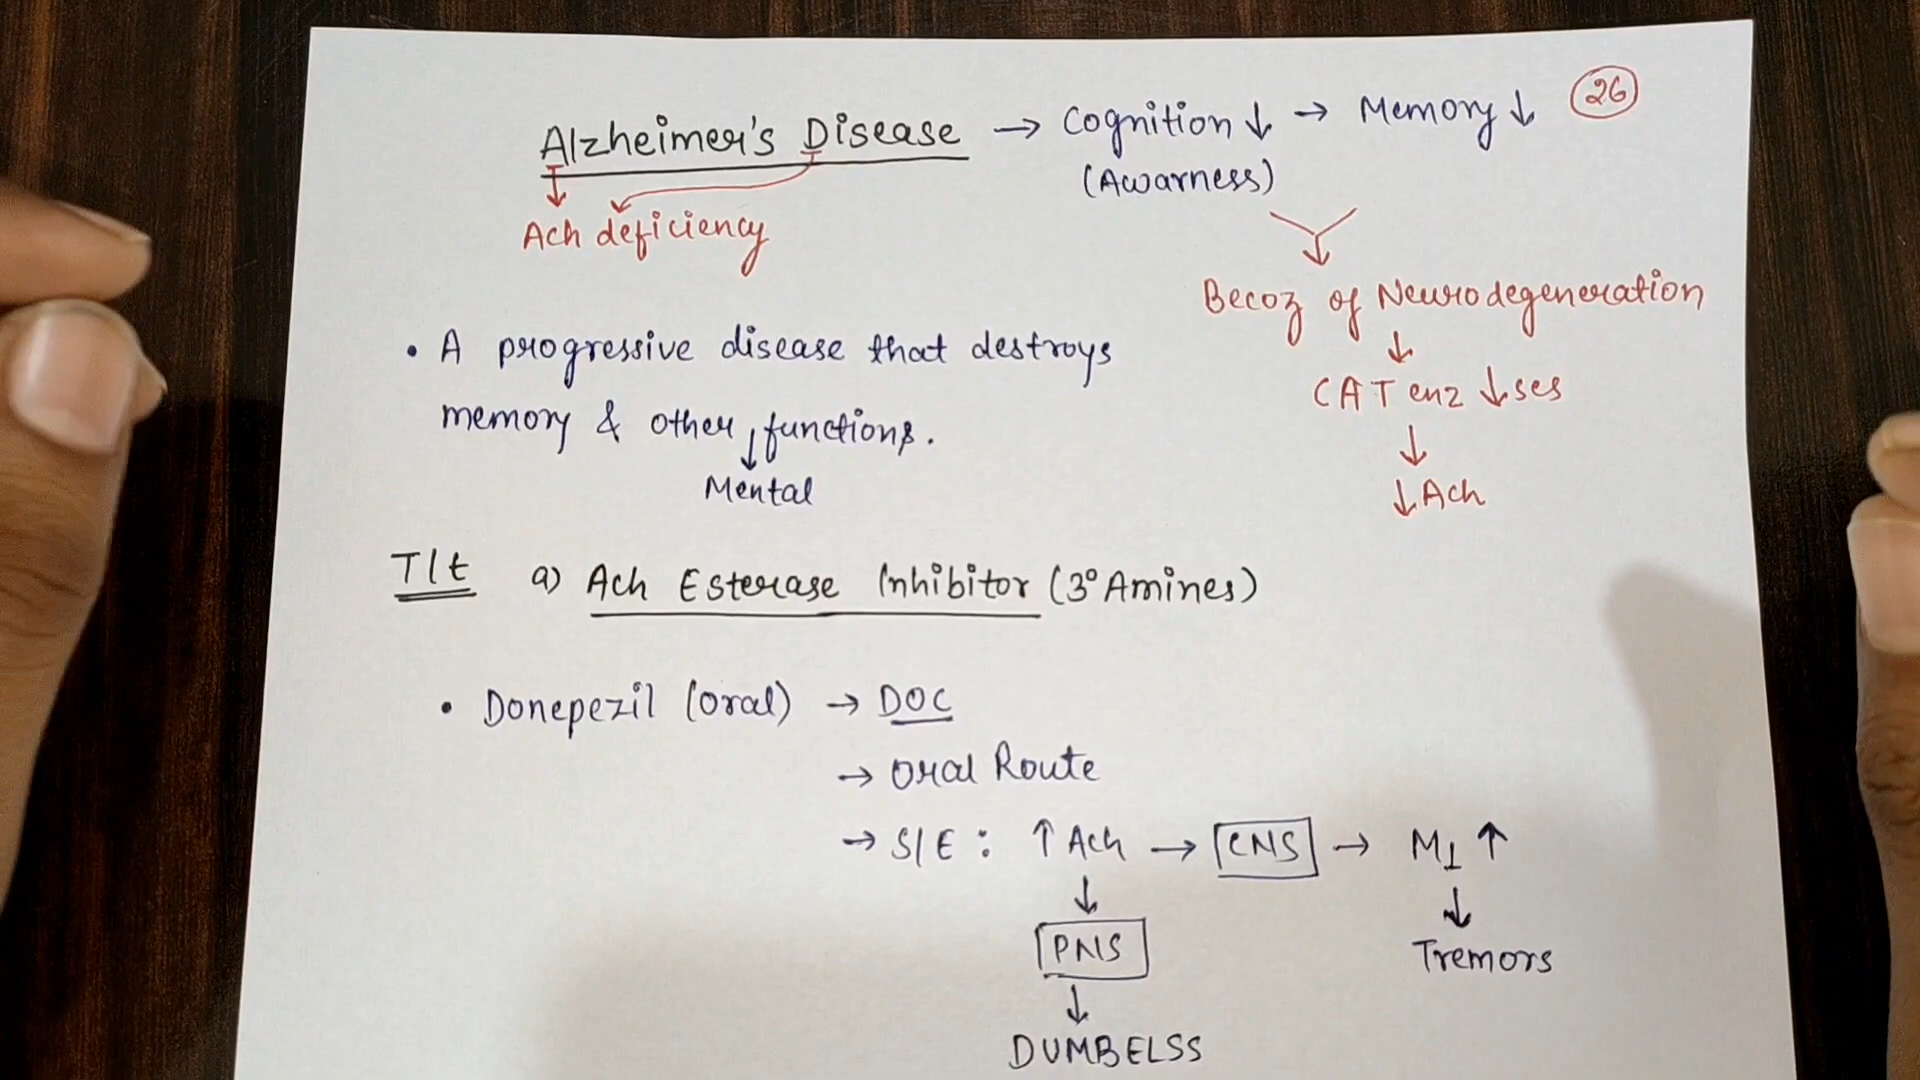 Alzheimer's Disease → Cognition ↓ → Memory ↓
26
(Awarness)
Ach deficiency
Becoz of Neurodegeneration
↓
CAT enz ↓ses
↓
↓Ach
• A progressive disease that destroys
memory & other functions.
↓
Mental
T/t a) Ach Esterase Inhibitor (3° Amines)
• Donepezil (oral) → DOC
→ Oral Route
→ S/E : ↑ Ach → CNS → M1 ↑
↓ ↓
PNS Tremors
↓
DUMBELSS